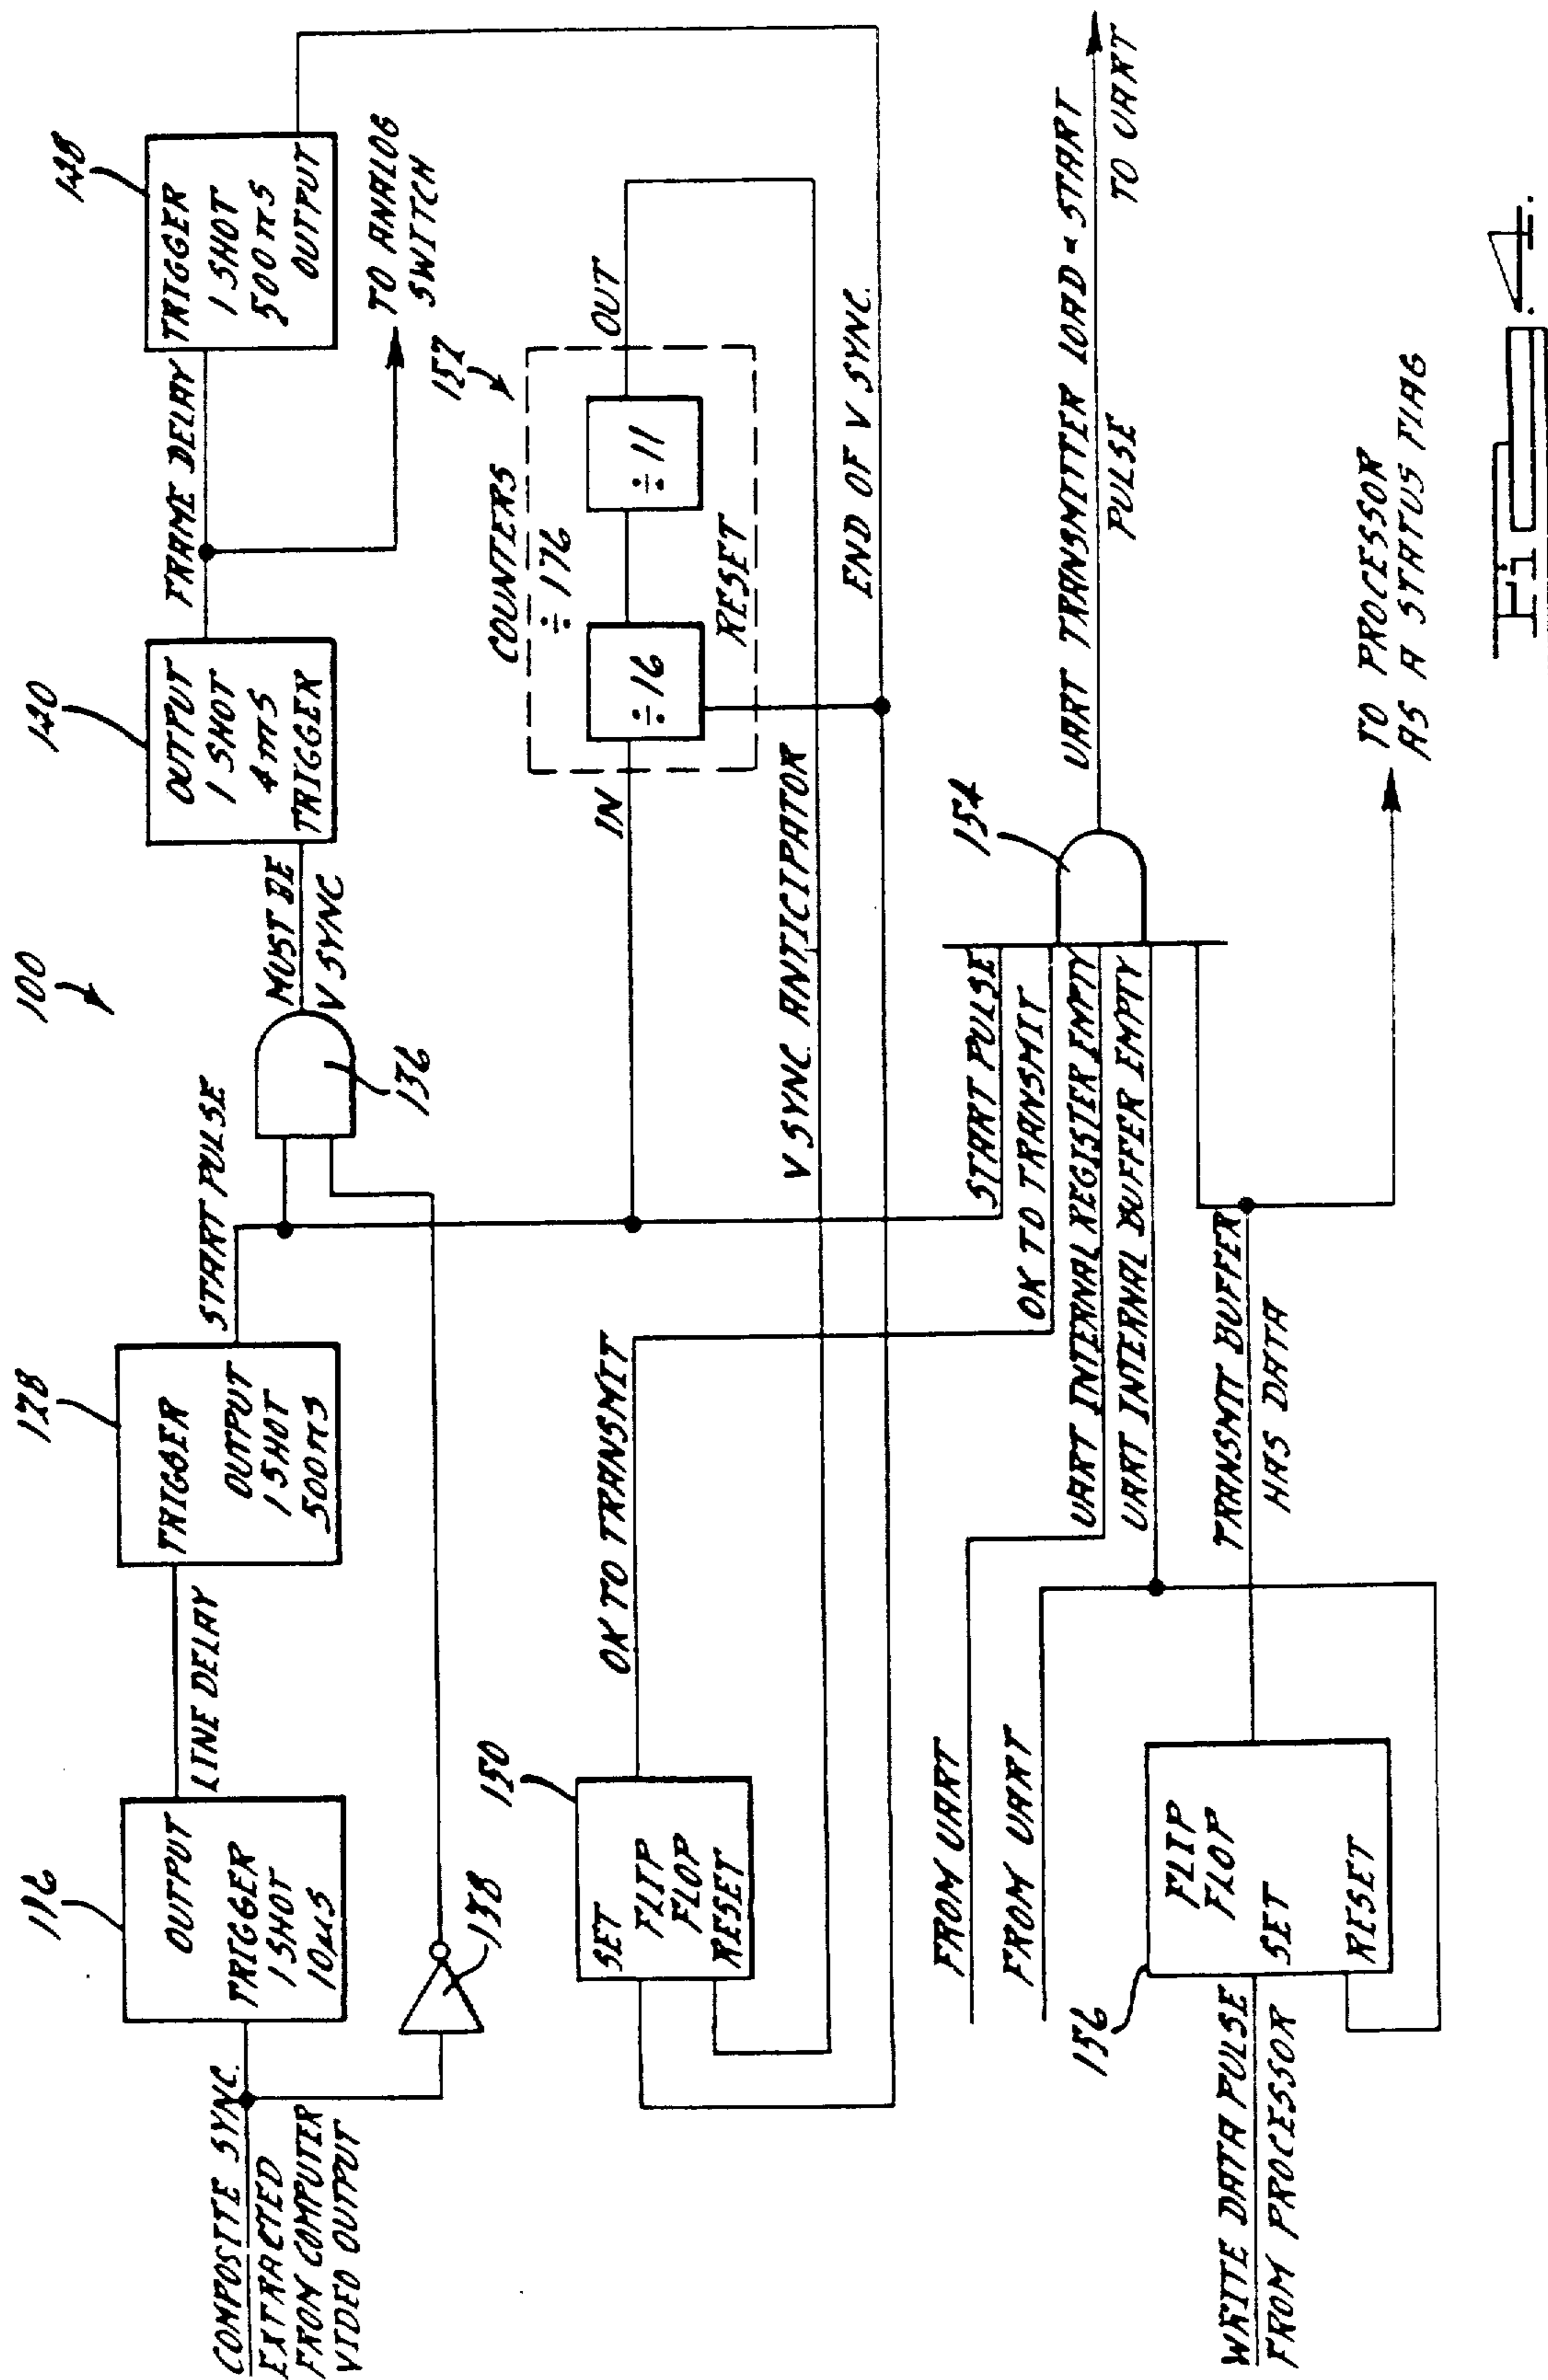 100
COMPOSITE SYNC.
EXTRACTED
FROM COMPUTER
VIDEO OUTPUT
126
OUTPUT
TRIGGER
1 SHOT
10µS
LINE DELAY
128
TRIGGER
OUTPUT
1 SHOT
500nS
START PULSE
138
136
MUST BE
V SYNC
140
OUTPUT
1 SHOT
4mS
TRIGGER
FRAME DELAY
148
TRIGGER
1 SHOT
500nS
OUTPUT
TO ANALOG
SWITCH
150
SET
FLIP
FLOP
RESET
OK TO TRANSMIT
IN
COUNTERS
÷176
152
÷16
÷11
RESET
OUT
V SYNC. ANTICIPATOR
END OF V SYNC.
FROM UART
FROM UART
START PULSE
OK TO TRANSMIT
UART INTERNAL REGISTER EMPTY
UART INTERNAL BUFFER EMPTY
154
UART TRANSMITTER LOAD & START
PULSE
TO UART
WRITE DATA PULSE
FROM PROCESSOR
156
FLIP
FLOP
SET
RESET
TRANSMIT BUFFER
HAS DATA
TO PROCESSOR
AS A STATUS FLAG
Fig. 4.